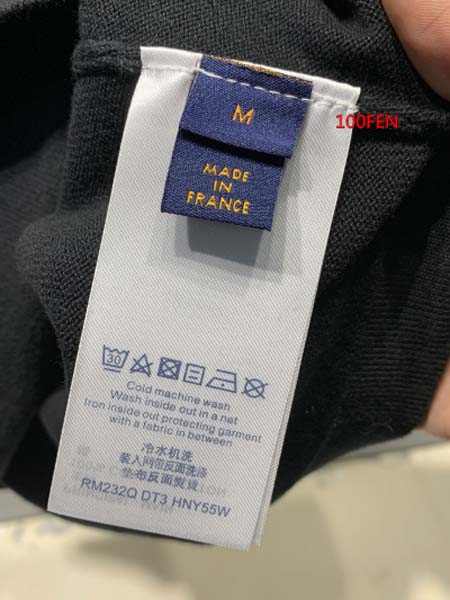 M
100FEN
MADE
IN
FRANCE
30
Cold machine wash
Wash inside out in a net
Iron inside out protecting garment
with a fabric in between
冷水机洗
装入网带反面洗涤
垫布反面熨烫
RM232Q DT3 HNY55W